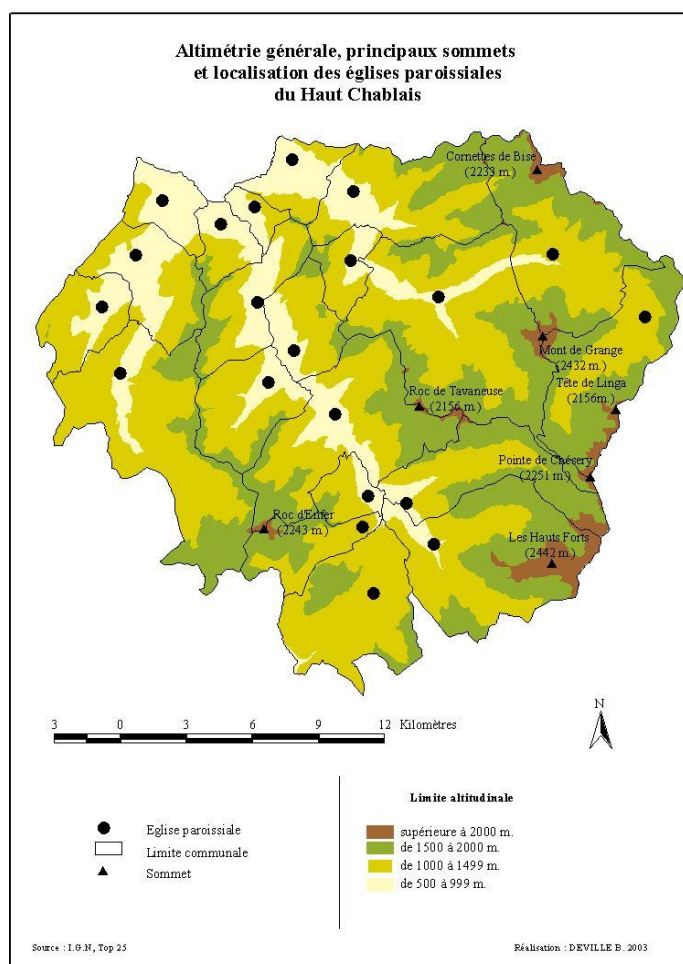 Altimétrie générale, principaux sommets
et localisation des églises paroissiales
du Haut Chablais
Cornettes de Bise
(2233 m.)
Mont de Grange
(2432 m.)
Tête de Linga
(2156m.)
Roc de Tavaneuse
(2156 m.)
Pointe de Chésery
(2251 m.)
Roc d'Enfer
(2243 m.)
Les Hauts Forts
(2442 m.)
3 0 3 6 9 12 Kilomètres
N
Limite altitudinale
Eglise paroissiale
Limite communale
Sommet
supérieure à 2000 m.
de 1500 à 2000 m.
de 1000 à 1499 m.
de 500 à 999 m.
Source : I.G.N, Top 25
Réalisation : DEVILLE B. 2003